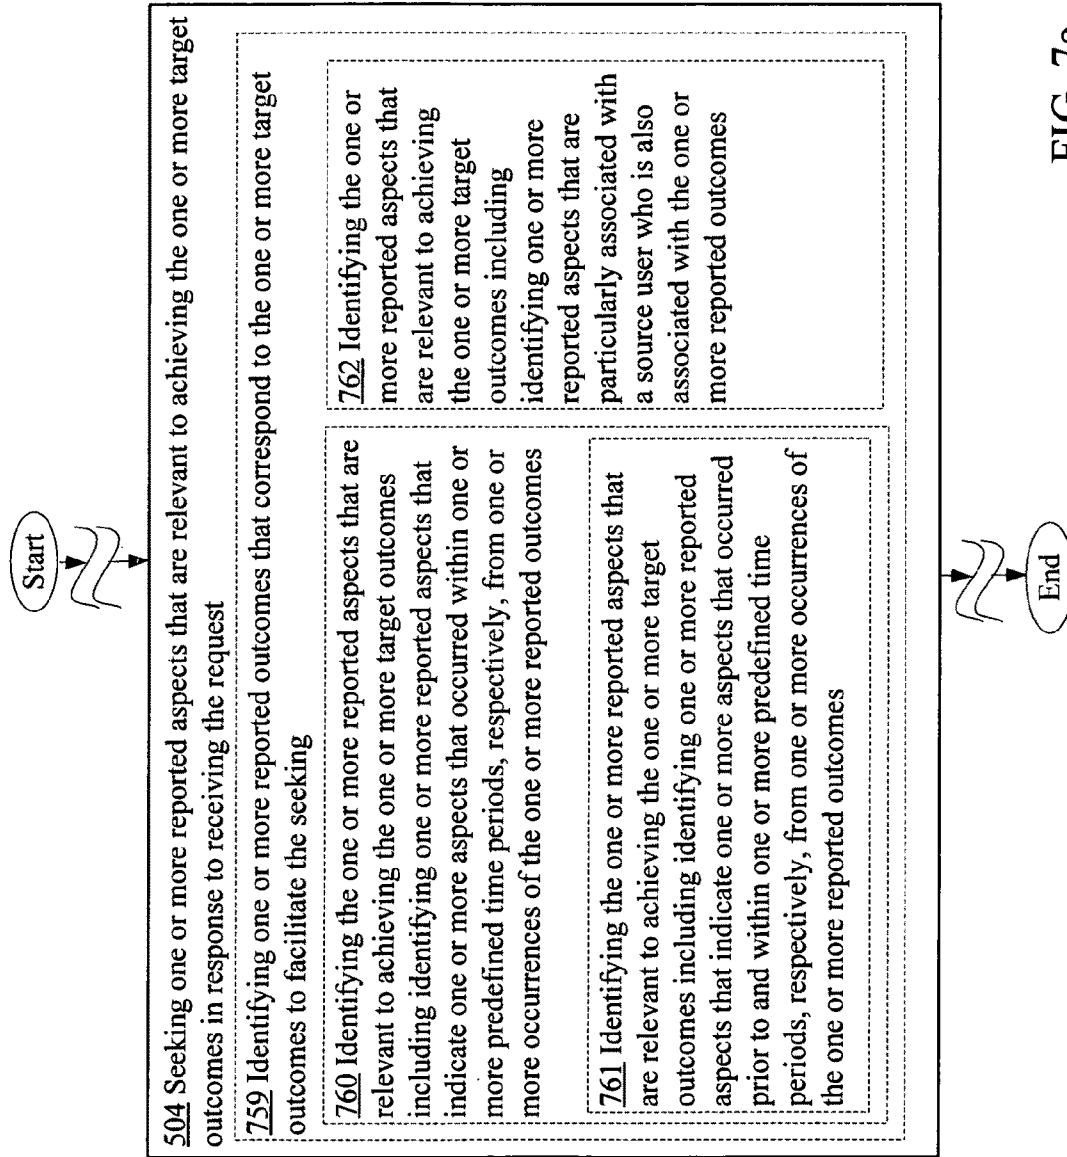 Start
504 Seeking one or more reported aspects that are relevant to achieving the one or more target
outcomes in response to receiving the request
759 Identifying one or more reported outcomes that correspond to the one or more target
outcomes to facilitate the seeking
760 Identifying the one or more reported aspects that are
relevant to achieving the one or more target outcomes
including identifying one or more reported aspects that
indicate one or more aspects that occurred within one or
more predefined time periods, respectively, from one or
more occurrences of the one or more reported outcomes
761 Identifying the one or more reported aspects that
are relevant to achieving the one or more target
outcomes including identifying one or more reported
aspects that indicate one or more aspects that occurred
prior to and within one or more predefined time
periods, respectively, from one or more occurrences of
the one or more reported outcomes
762 Identifying the one or
more reported aspects that
are relevant to achieving
the one or more target
outcomes including
identifying one or more
reported aspects that are
particularly associated with
a source user who is also
associated with the one or
more reported outcomes
End
FIG.